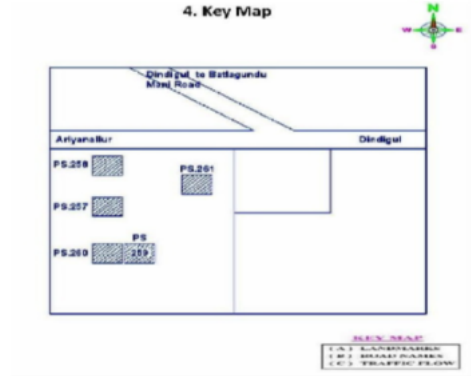 4. Key Map
N
W
E
S
Dindigul to Batlagundu
Mani Road
Ariyanallur
Dindigul
PS.258
PS.261
PS.257
PS
PS.260
259
KEY MAP
(A) LANDMARKS
(B) ROAD NAMES
(C) TRAFFIC FLOW